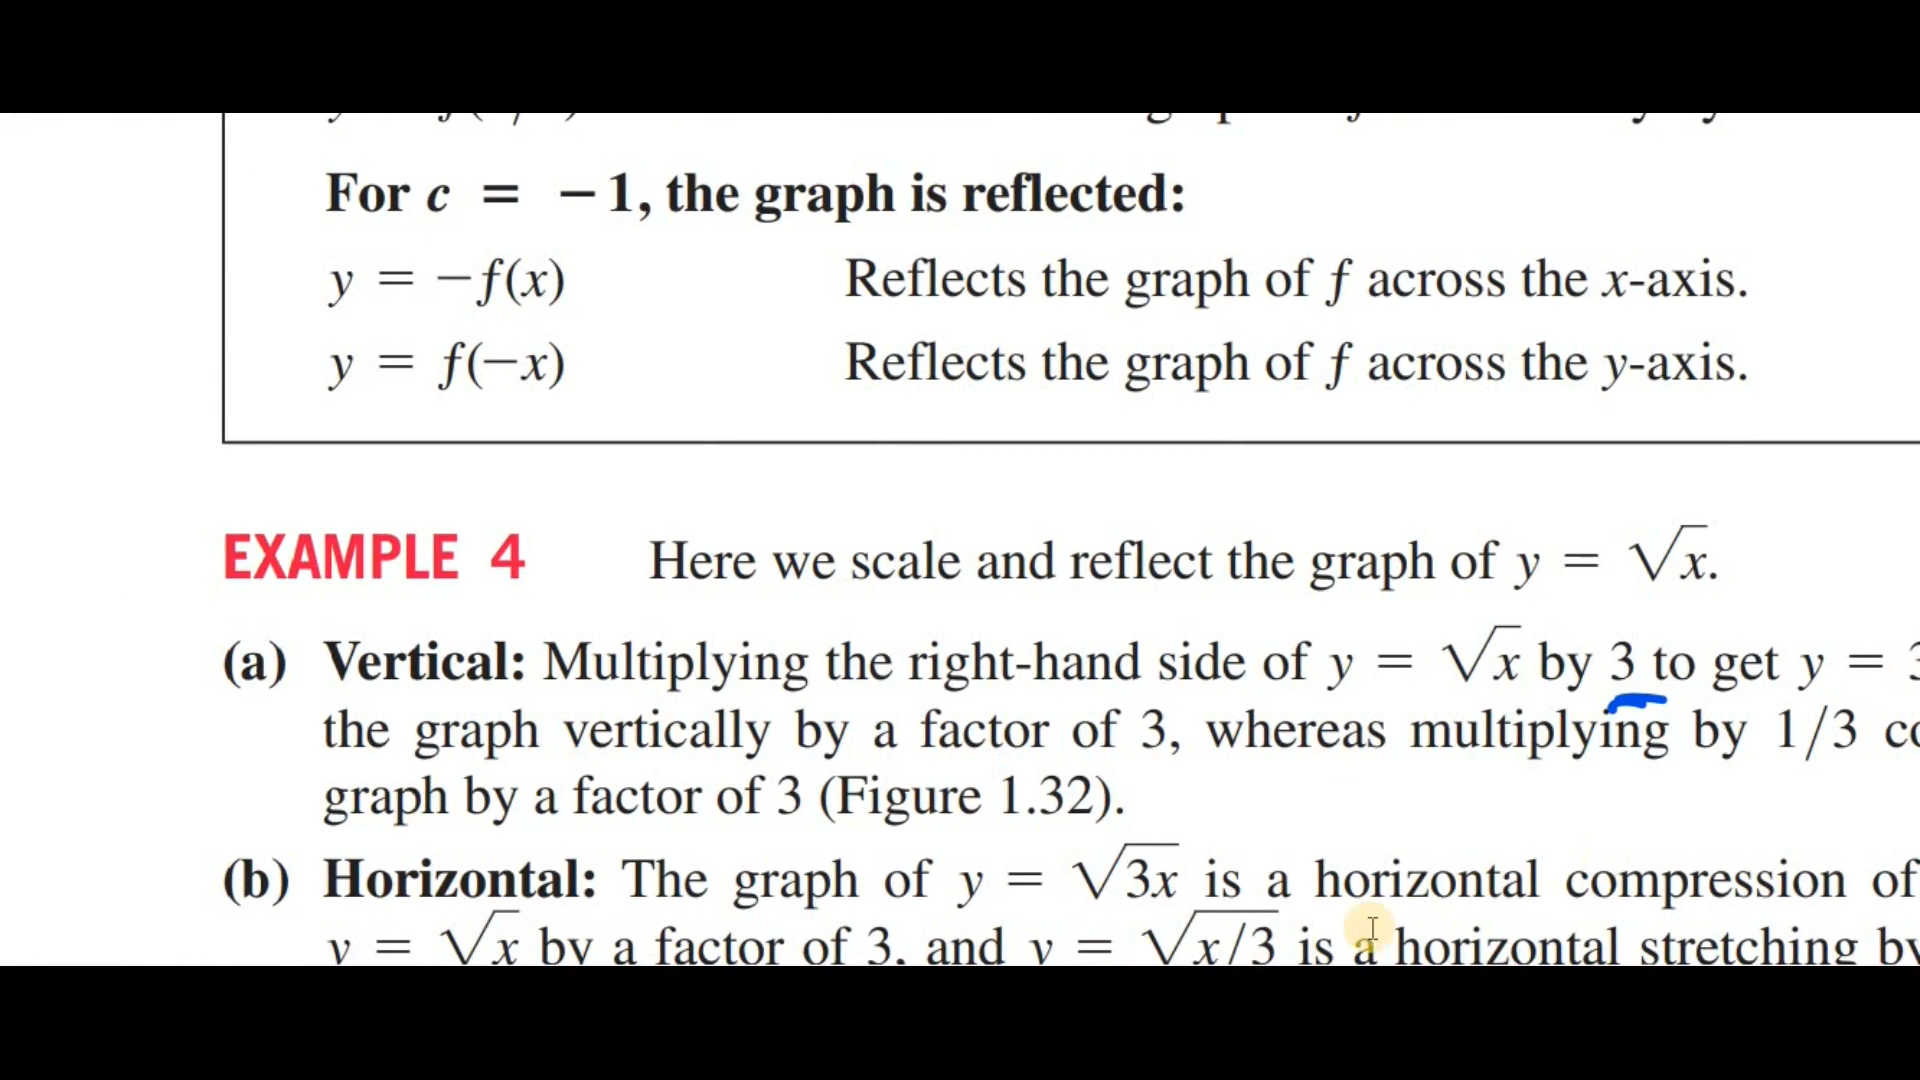 For c = −1, the graph is reflected:
y = −f(x) Reflects the graph of f across the x-axis.
y = f(−x) Reflects the graph of f across the y-axis.
EXAMPLE 4 Here we scale and reflect the graph of y = √x.
(a) Vertical: Multiplying the right-hand side of y = √x by 3 to get y =
the graph vertically by a factor of 3, whereas multiplying by 1/3
graph by a factor of 3 (Figure 1.32).
(b) Horizontal: The graph of y = √3x is a horizontal compression of
y = √x by a factor of 3, and y = √x/3 is a horizontal stretching by